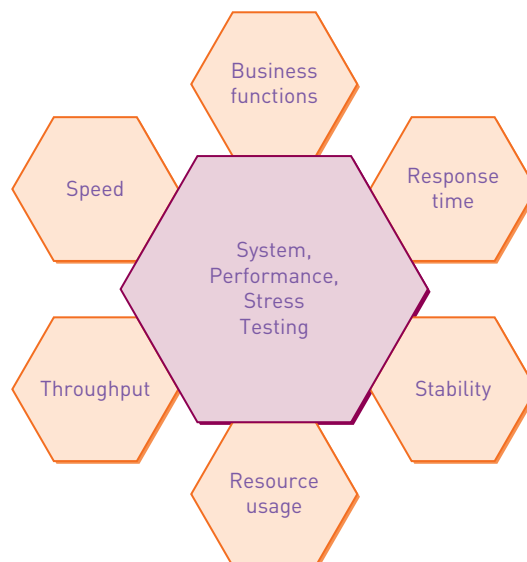 Business
functions
Speed
Response
time
System,
Performance,
Stress
Testing
Throughput
Stability
Resource
usage